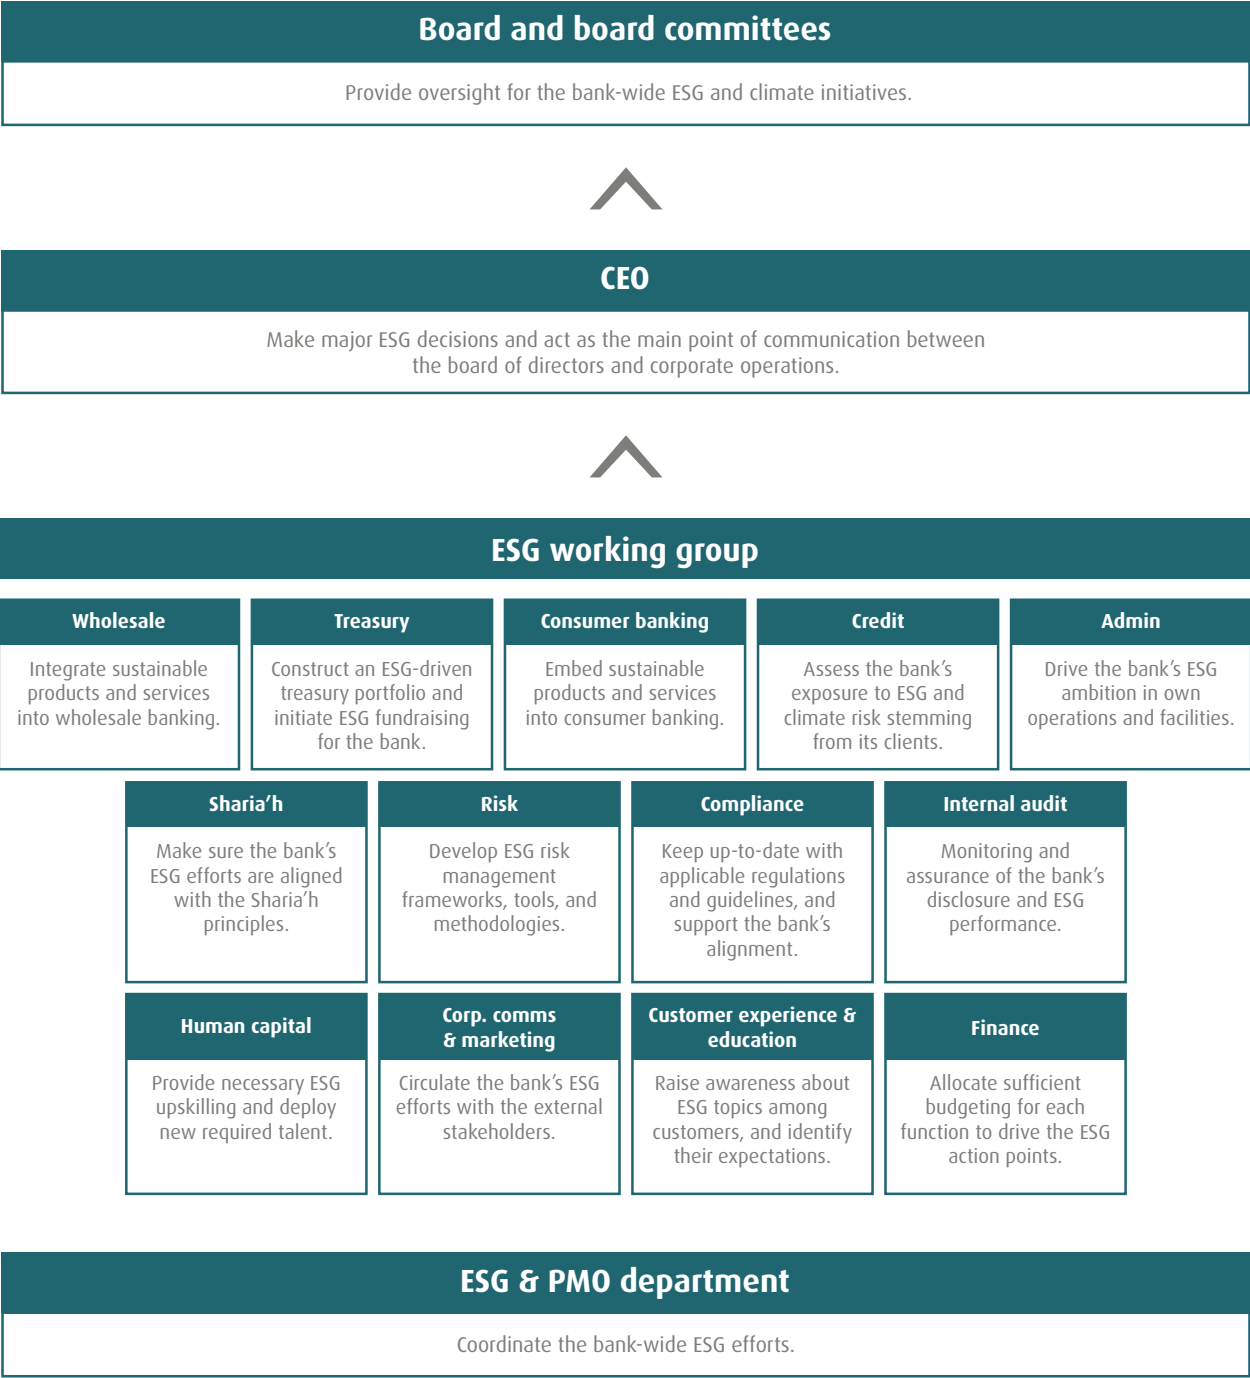 Board and board committees
Provide oversight for the bank-wide ESG and climate initiatives.
CEO
Make major ESG decisions and act as the main point of communication between
the board of directors and corporate operations.
ESG working group
Wholesale
Integrate sustainable
products and services
into wholesale banking.
Treasury
Construct an ESG-driven
treasury portfolio and
initiate ESG fundraising
for the bank.
Consumer banking
Embed sustainable
products and services
into consumer banking.
Credit
Assess the bank’s
exposure to ESG and
climate risk stemming
from its clients.
Admin
Drive the bank’s ESG
ambition in own
operations and facilities.
Sharia’h
Make sure the bank’s
ESG efforts are aligned
with the Sharia’h
principles.
Risk
Develop ESG risk
management
frameworks, tools, and
methodologies.
Compliance
Keep up-to-date with
applicable regulations
and guidelines, and
support the bank’s
alignment.
Internal audit
Monitoring and
assurance of the bank’s
disclosure and ESG
performance.
Human capital
Provide necessary ESG
upskilling and deploy
new required talent.
Corp. comms
& marketing
Circulate the bank’s ESG
efforts with the external
stakeholders.
Customer experience &
education
Raise awareness about
ESG topics among
customers, and identify
their expectations.
Finance
Allocate sufficient
budgeting for each
function to drive the ESG
action points.
ESG & PMO department
Coordinate the bank-wide ESG efforts.